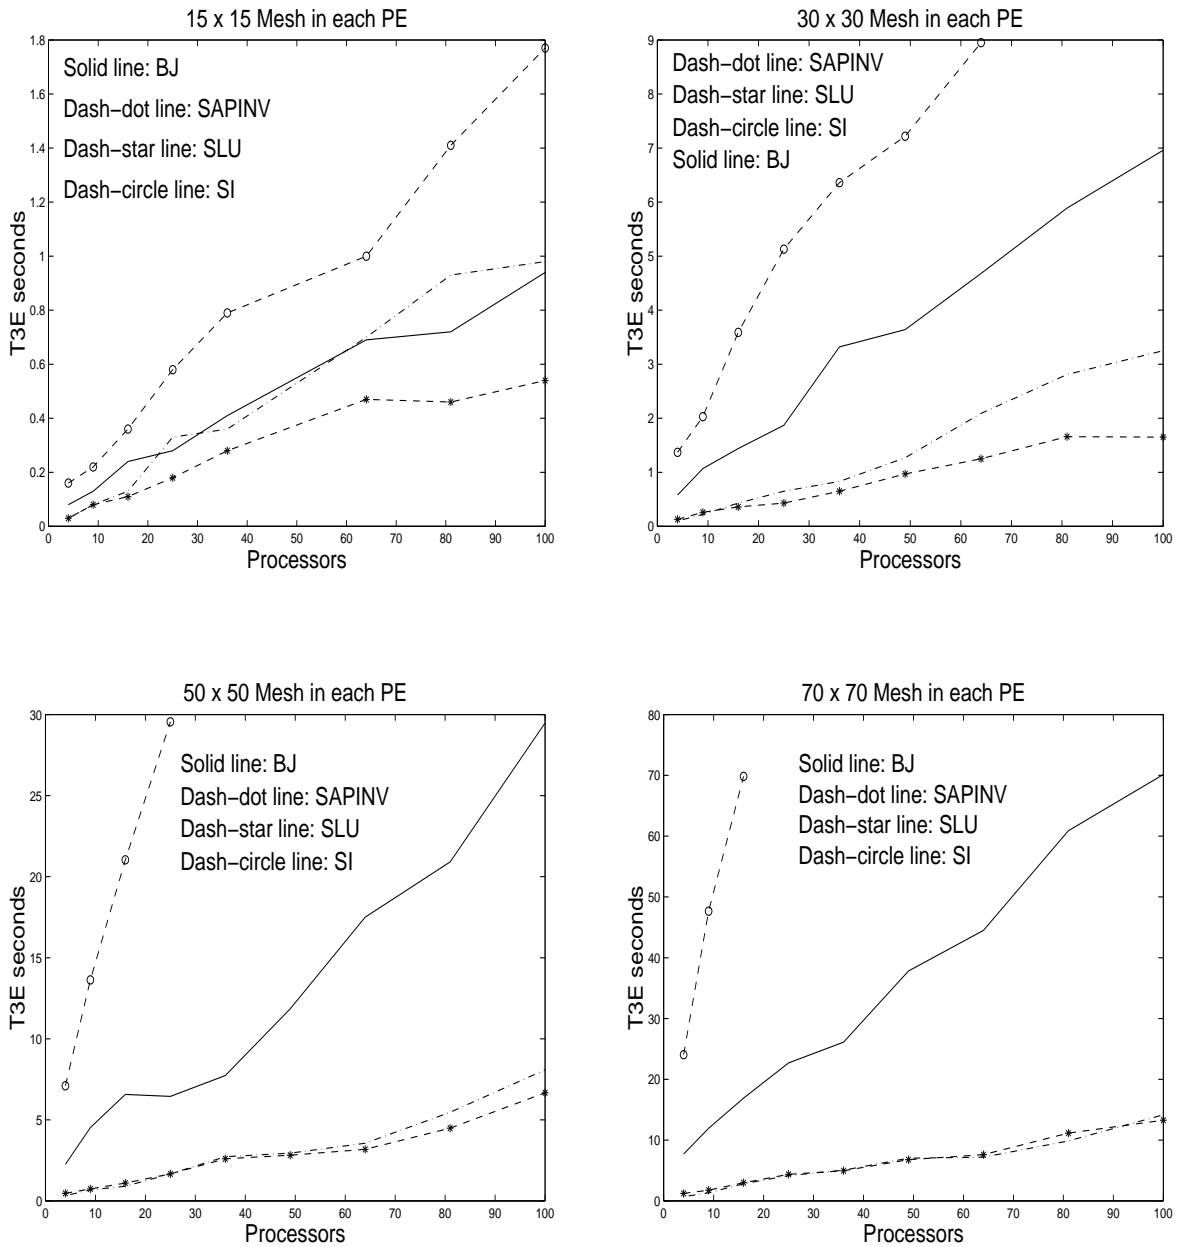 15 x 15 Mesh in each PE
1.8
1.6
1.4
1.2
1
0.8
0.6
0.4
0.2
0
T3E seconds
Solid line: BJ
Dash-dot line: SAPINV
Dash-star line: SLU
Dash-circle line: SI
0 10 20 30 40 50 60 70 80 90 100
Processors
30 x 30 Mesh in each PE
9
8
7
6
5
4
3
2
1
0
T3E seconds
Dash-dot line: SAPINV
Dash-star line: SLU
Dash-circle line: SI
Solid line: BJ
0 10 20 30 40 50 60 70 80 90 100
Processors
50 x 50 Mesh in each PE
30
25
20
15
10
5
0
T3E seconds
Solid line: BJ
Dash-dot line: SAPINV
Dash-star line: SLU
Dash-circle line: SI
0 10 20 30 40 50 60 70 80 90 100
Processors
70 x 70 Mesh in each PE
80
70
60
50
40
30
20
10
0
T3E seconds
Solid line: BJ
Dash-dot line: SAPINV
Dash-star line: SLU
Dash-circle line: SI
0 10 20 30 40 50 60 70 80 90 100
Processors